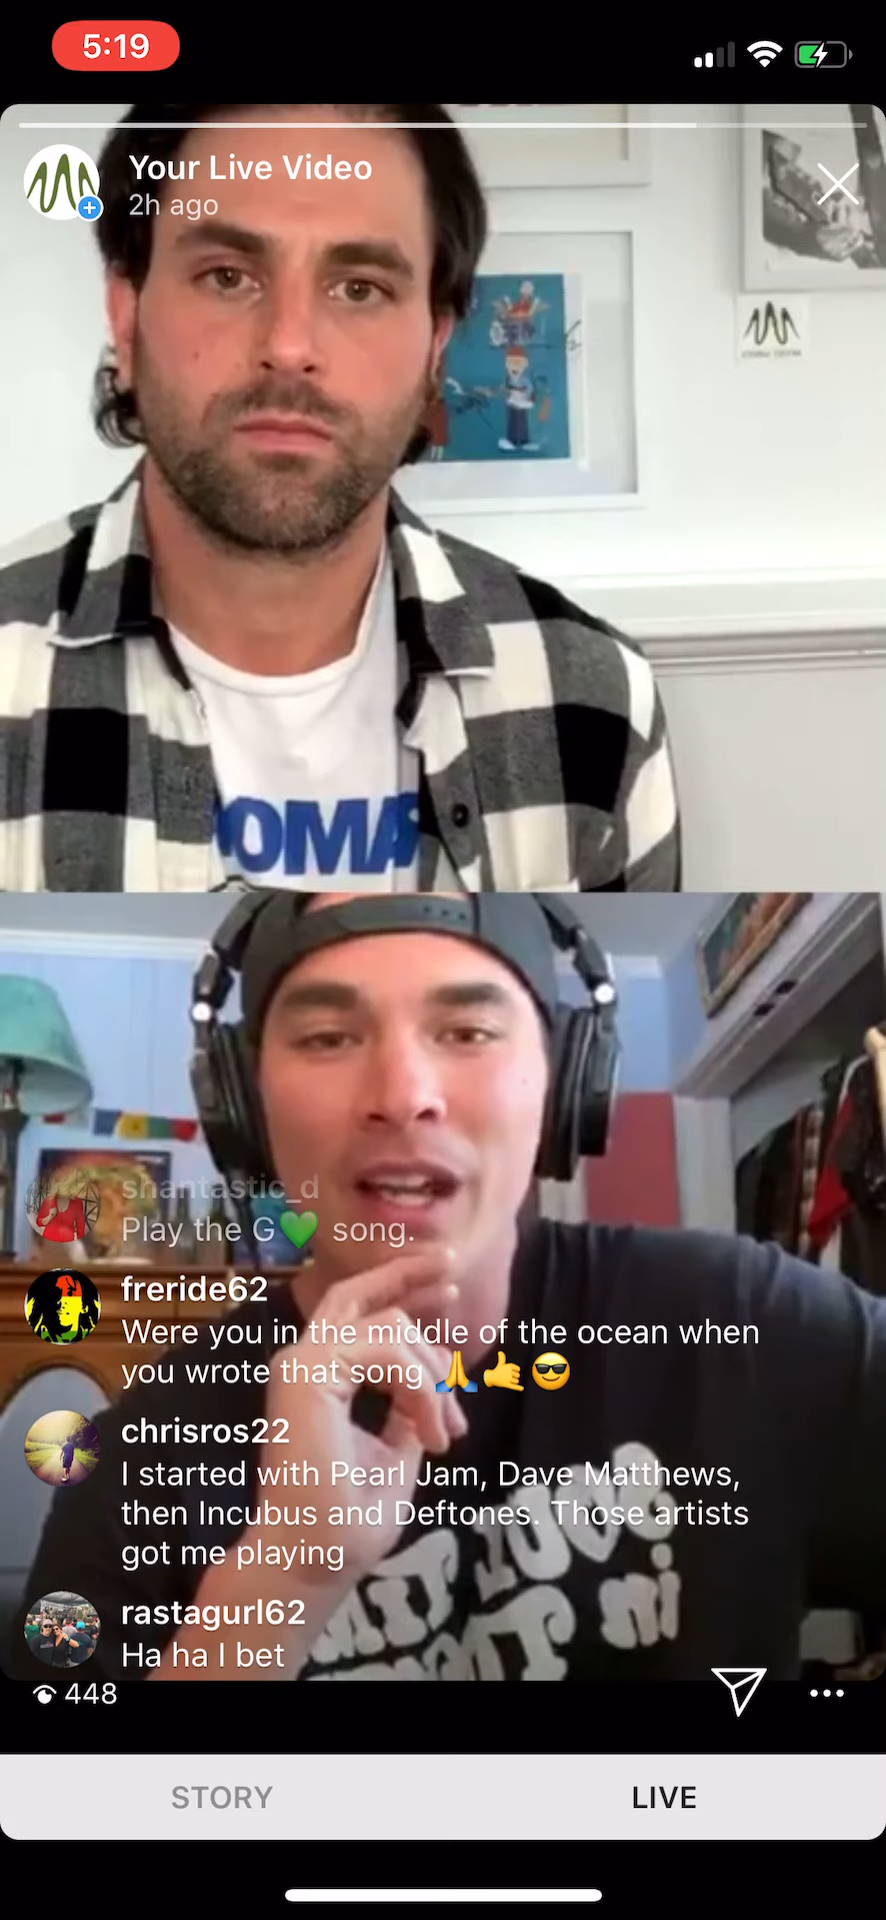 5:19
Your Live Video
2h ago
OMA
shantastic_d
Play the G💚 song.
freride62
Were you in the middle of the ocean when
you wrote that song 🙏🤙😎
chrisros22
I started with Pearl Jam, Dave Matthews,
then Incubus and Deftones. Those artists
got me playing
rastagurl62
Ha ha I bet
448
STORY
LIVE